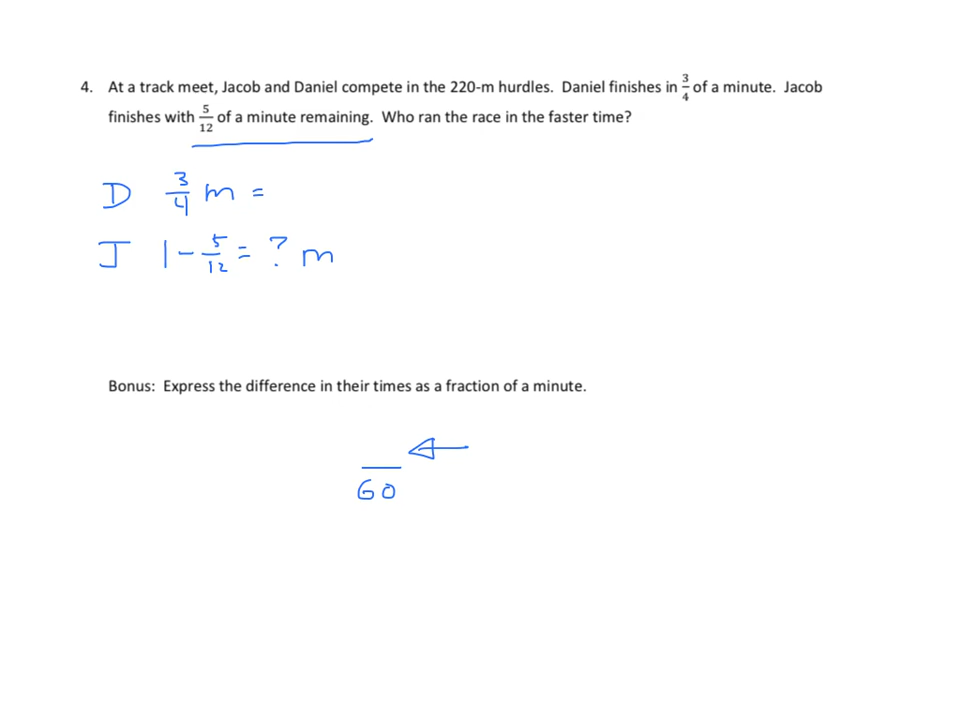 4. At a track meet, Jacob and Daniel compete in the 220-m hurdles. Daniel finishes in 3/4 of a minute. Jacob
finishes with 5/12 of a minute remaining. Who ran the race in the faster time?
D 3/4 m =
J 1 - 5/12 = ? m
Bonus: Express the difference in their times as a fraction of a minute.
60